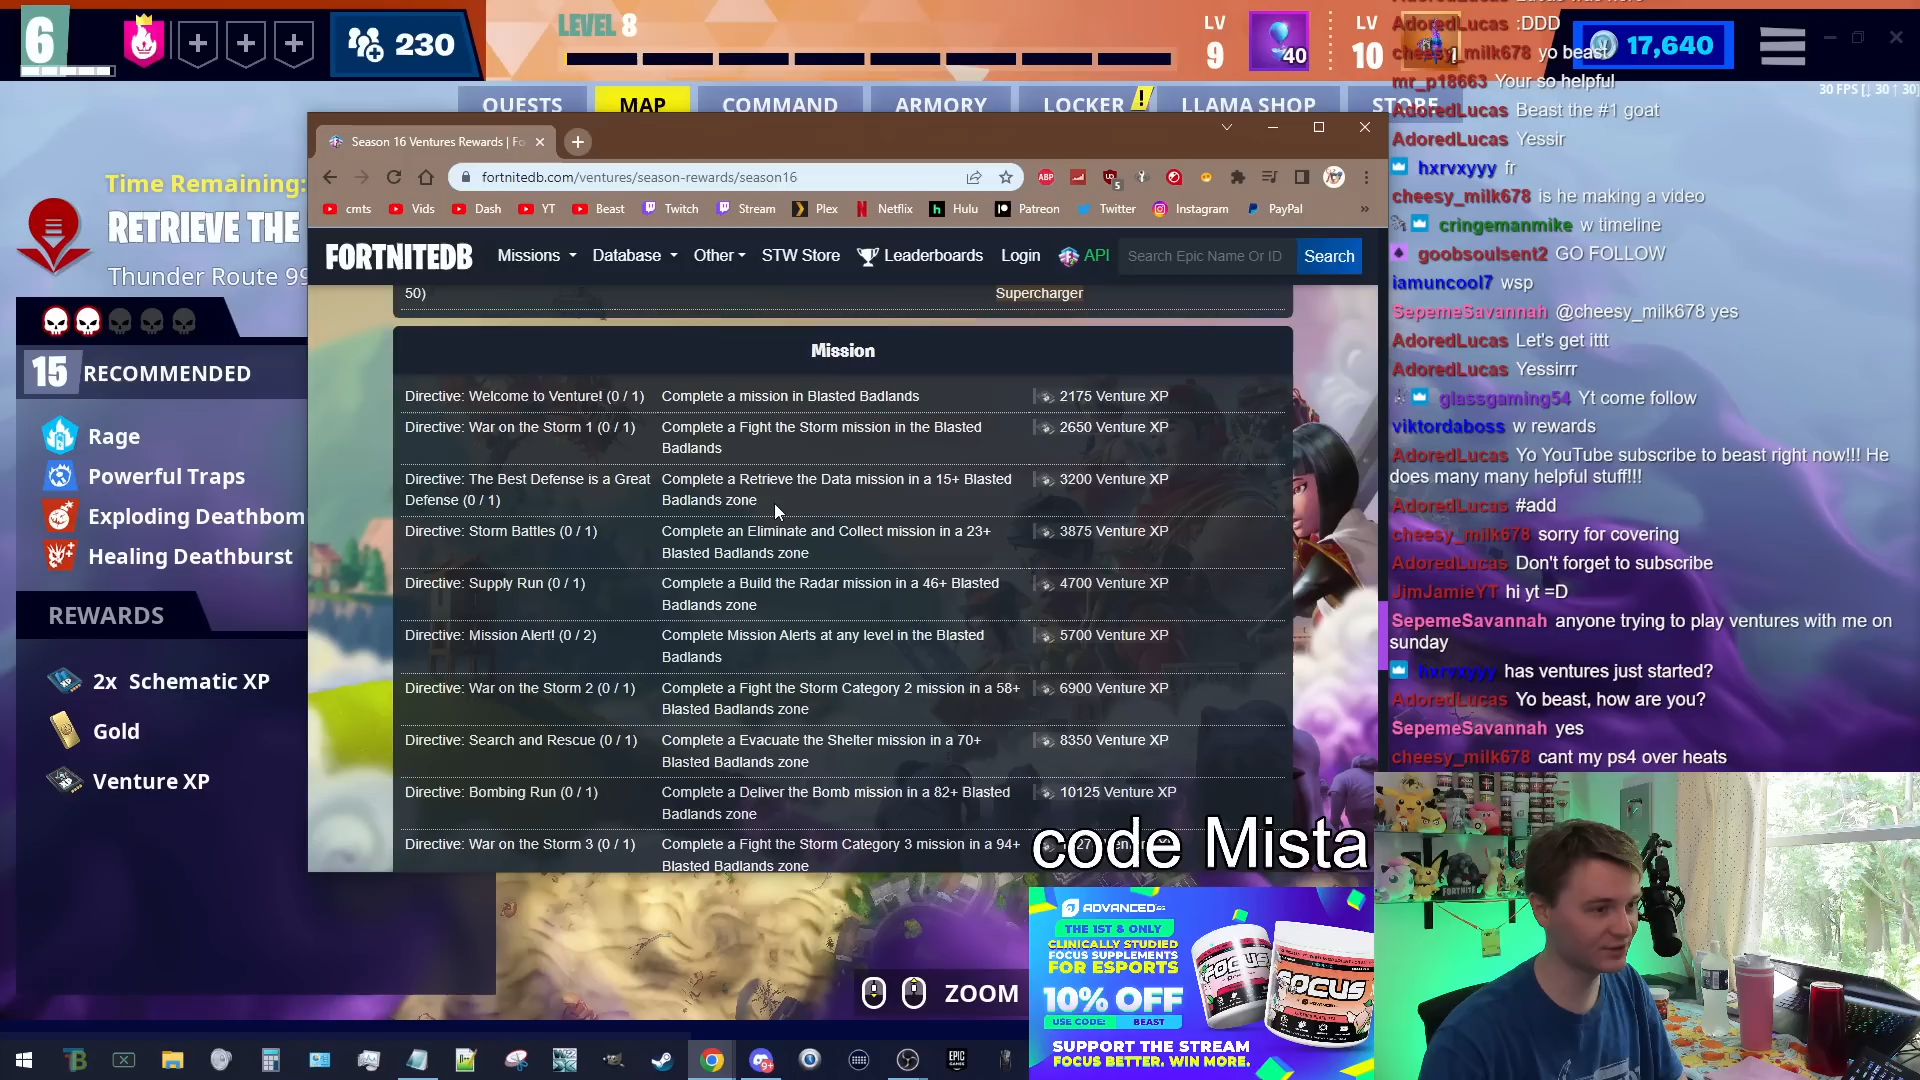 6
230
LEVEL 8
LV
9
40
LV
10
1
17,640
30 FPS [↓ 30 ↑ 30]
QUESTS
MAP
COMMAND
ARMORY
LOCKER
!
LLAMA SHOP
STORE
Time Remaining:
RETRIEVE THE
Thunder Route 99
15 RECOMMENDED
Rage
Powerful Traps
Exploding Deathbom
Healing Deathburst
REWARDS
2x Schematic XP
Gold
Venture XP
Season 16 Ventures Rewards | Fo
fortnitedb.com/ventures/season-rewards/season16
ABP
5
cmts
Vids
Dash
YT
Beast
Twitch
Stream
Plex
Netflix
Hulu
Patreon
Twitter
Instagram
PayPal
»
FORTNITEDB
Missions
Database
Other
STW Store
Leaderboards
Login
API
Search Epic Name Or ID
Search
50)
Supercharger
Mission
Directive: Welcome to Venture! (0 / 1)
Complete a mission in Blasted Badlands
2175 Venture XP
Directive: War on the Storm 1 (0 / 1)
Complete a Fight the Storm mission in the Blasted
Badlands
2650 Venture XP
Directive: The Best Defense is a Great
Defense (0 / 1)
Complete a Retrieve the Data mission in a 15+ Blasted
Badlands zone
3200 Venture XP
Directive: Storm Battles (0 / 1)
Complete an Eliminate and Collect mission in a 23+
Blasted Badlands zone
3875 Venture XP
Directive: Supply Run (0 / 1)
Complete a Build the Radar mission in a 46+ Blasted
Badlands zone
4700 Venture XP
Directive: Mission Alert! (0 / 2)
Complete Mission Alerts at any level in the Blasted
Badlands
5700 Venture XP
Directive: War on the Storm 2 (0 / 1)
Complete a Fight the Storm Category 2 mission in a 58+
Blasted Badlands zone
6900 Venture XP
Directive: Search and Rescue (0 / 1)
Complete a Evacuate the Shelter mission in a 70+
Blasted Badlands zone
8350 Venture XP
Directive: Bombing Run (0 / 1)
Complete a Deliver the Bomb mission in a 82+ Blasted
Badlands zone
10125 Venture XP
Directive: War on the Storm 3 (0 / 1)
Complete a Fight the Storm Category 3 mission in a 94+
Blasted Badlands zone
AdoredLucas :DDD
cheesy_milk678 yo beast
mr_p18663 Your so helpful
AdoredLucas Beast the #1 goat
AdoredLucas Yessir
hxrvxyyy fr
cheesy_milk678 is he making a video
cringemanmike w timeline
goobsoulsent2 GO FOLLOW
iamuncool7 wsp
SepemeSavannah @cheesy_milk678 yes
AdoredLucas Let's get ittt
AdoredLucas Yessirrr
glassgaming54 Yt come follow
viktordaboss w rewards
AdoredLucas Yo YouTube subscribe to beast right now!!! He
does many many helpful stuff!!!
AdoredLucas #add
cheesy_milk678 sorry for covering
AdoredLucas Don't forget to subscribe
JimJamieYT hi yt =D
SepemeSavannah anyone trying to play ventures with me on
sunday
hxrvxyyy has ventures just started?
AdoredLucas Yo beast, how are you?
SepemeSavannah yes
cheesy_milk678 cant my ps4 over heats
code Mista
ZOOM
ADVANCED.GG
THE 1ST & ONLY
CLINICALLY STUDIED
FOCUS SUPPLEMENTS
FOR ESPORTS
10% OFF
USE CODE: BEAST
SUPPORT THE STREAM
FOCUS BETTER. WIN MORE.
FOCUS
FOCUS
FORTNITE
9+
EPIC
GAMES